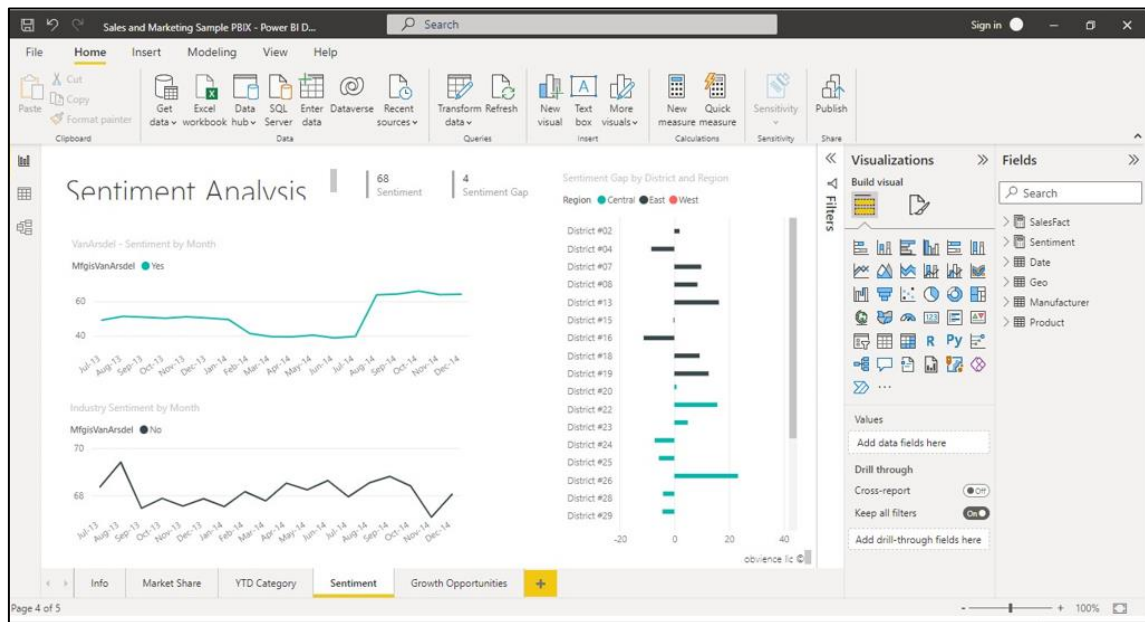 Sales and Marketing Sample PBIX - Power BI D...
Search
Sign in
File Home Insert Modeling View Help
Paste
Cut
Copy
Format painter
Clipboard
Get data
Excel workbook
Data hub
SQL Server
Enter data
Dataverse
Recent sources
Data
Transform data
Refresh
Queries
New visual
Text box
More visuals
Insert
New measure
Quick measure
Calculations
Sensitivity
Sensitivity
Publish
Share
Sentiment Analysis
68
Sentiment
4
Sentiment Gap
VanArsdel - Sentiment by Month
MfgisVanArsdel Yes
60
40
Jul-13 Aug-13 Sep-13 Oct-13 Nov-13 Dec-13 Jan-14 Feb-14 Mar-14 Apr-14 May-14 Jun-14 Jul-14 Aug-14 Sep-14 Oct-14 Nov-14 Dec-14
Industry Sentiment by Month
MfgisVanArsdel No
70
68
Jul-13 Aug-13 Sep-13 Oct-13 Nov-13 Dec-13 Jan-14 Feb-14 Mar-14 Apr-14 May-14 Jun-14 Jul-14 Aug-14 Sep-14 Oct-14 Nov-14 Dec-14
Sentiment Gap by District and Region
Region Central East West
District #02
District #04
District #07
District #08
District #13
District #15
District #16
District #18
District #19
District #20
District #22
District #23
District #24
District #25
District #26
District #28
District #29
-20 0 20 40
obvience llc ©
Filters
Visualizations
Build visual
123
R Py
...
Values
Add data fields here
Drill through
Cross-report Off
Keep all filters On
Add drill-through fields here
Fields
Search
SalesFact
Sentiment
Date
Geo
Manufacturer
Product
Info Market Share YTD Category Sentiment Growth Opportunities +
Page 4 of 5
- + 100%